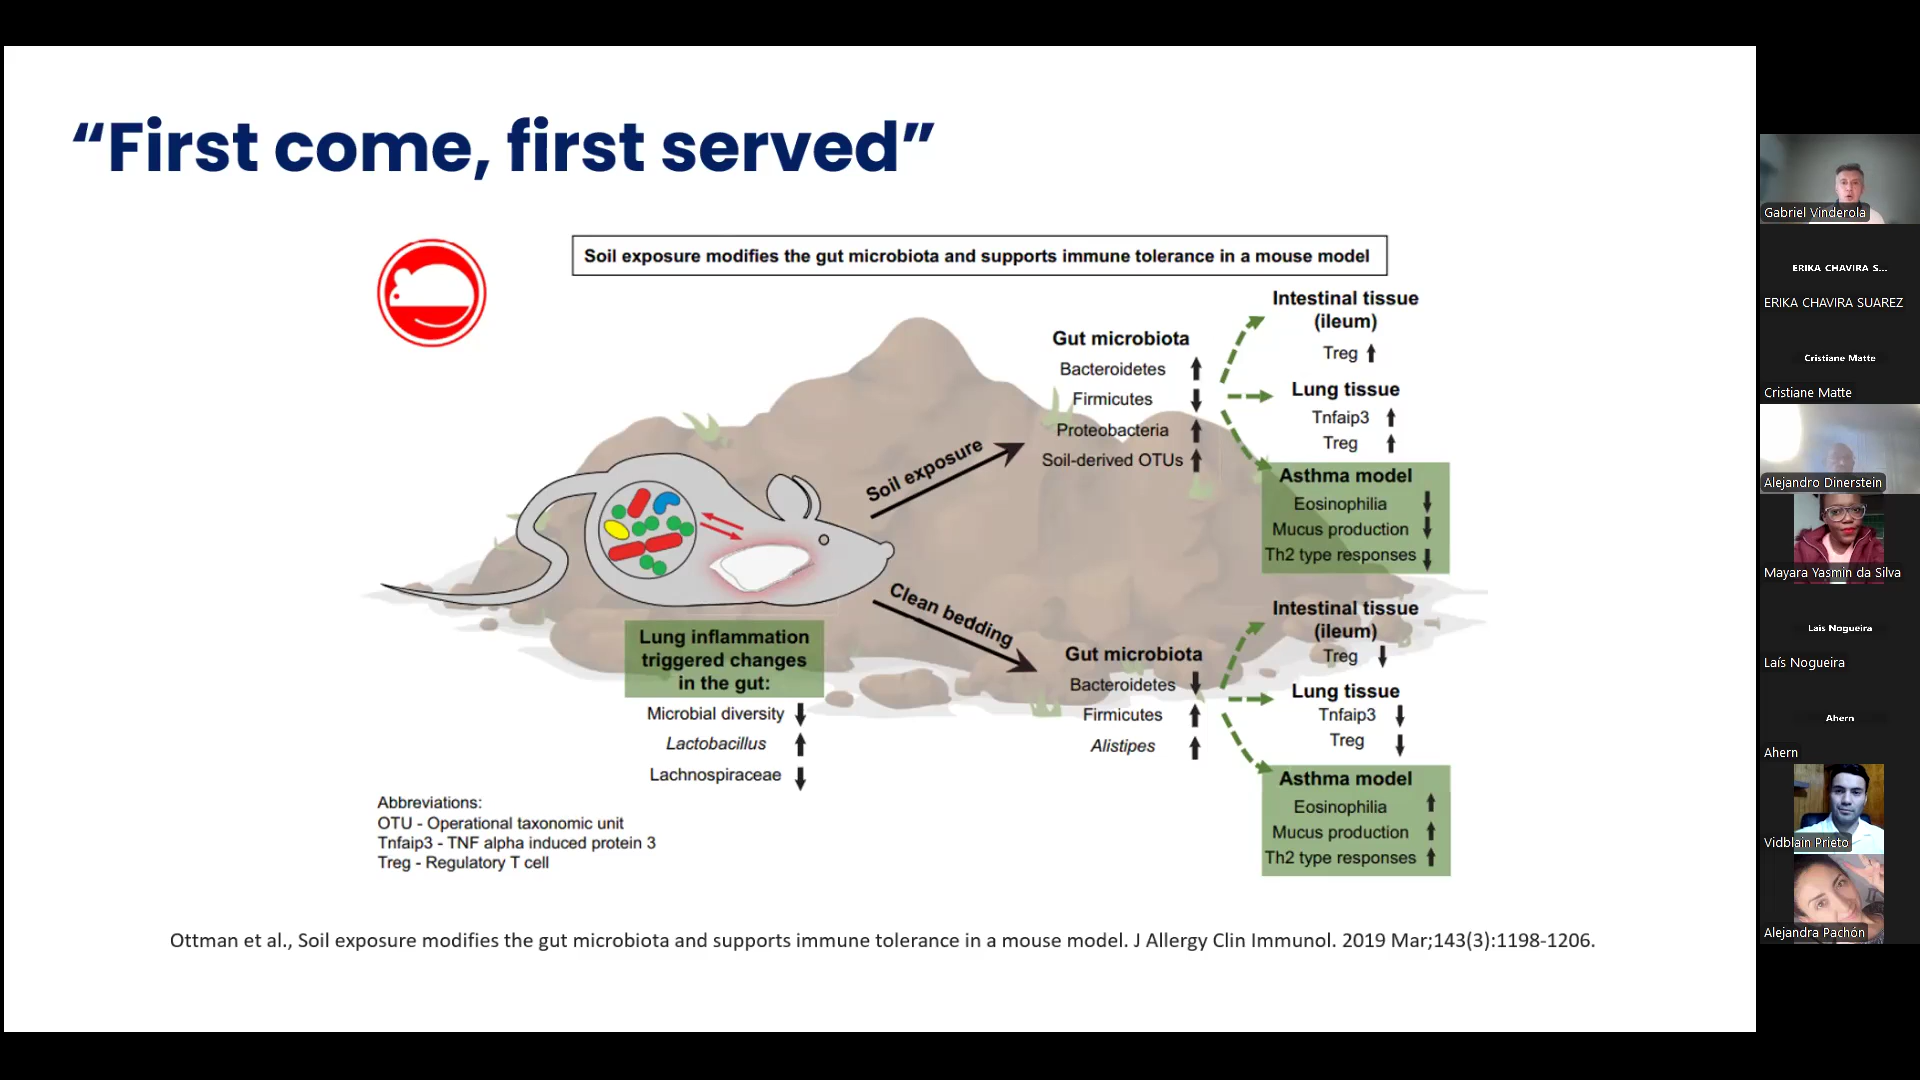 “First come, first served”
Soil exposure modifies the gut microbiota and supports immune tolerance in a mouse model
Soil exposure
Gut microbiota
Bacteroidetes
Firmicutes
Proteobacteria
Soil-derived OTUs
Intestinal tissue
(ileum)
Treg
Lung tissue
Tnfaip3
Treg
Asthma model
Eosinophilia
Mucus production
Th2 type responses
Clean bedding
Gut microbiota
Bacteroidetes
Firmicutes
Alistipes
Intestinal tissue
(ileum)
Treg
Lung tissue
Tnfaip3
Treg
Asthma model
Eosinophilia
Mucus production
Th2 type responses
Lung inflammation
triggered changes
in the gut:
Microbial diversity
Lactobacillus
Lachnospiraceae
Abbreviations:
OTU - Operational taxonomic unit
Tnfaip3 - TNF alpha induced protein 3
Treg - Regulatory T cell
Ottman et al., Soil exposure modifies the gut microbiota and supports immune tolerance in a mouse model. J Allergy Clin Immunol. 2019 Mar;143(3):1198-1206.
Gabriel Vinderola
ERIKA CHAVIRA S...
ERIKA CHAVIRA SUAREZ
Cristiane Matte
Cristiane Matte
Alejandro Dinerstein
Mayara Yasmin da Silva
Laís Nogueira
Laís Nogueira
Ahern
Ahern
Vidblain Prieto
Alejandra Pachón